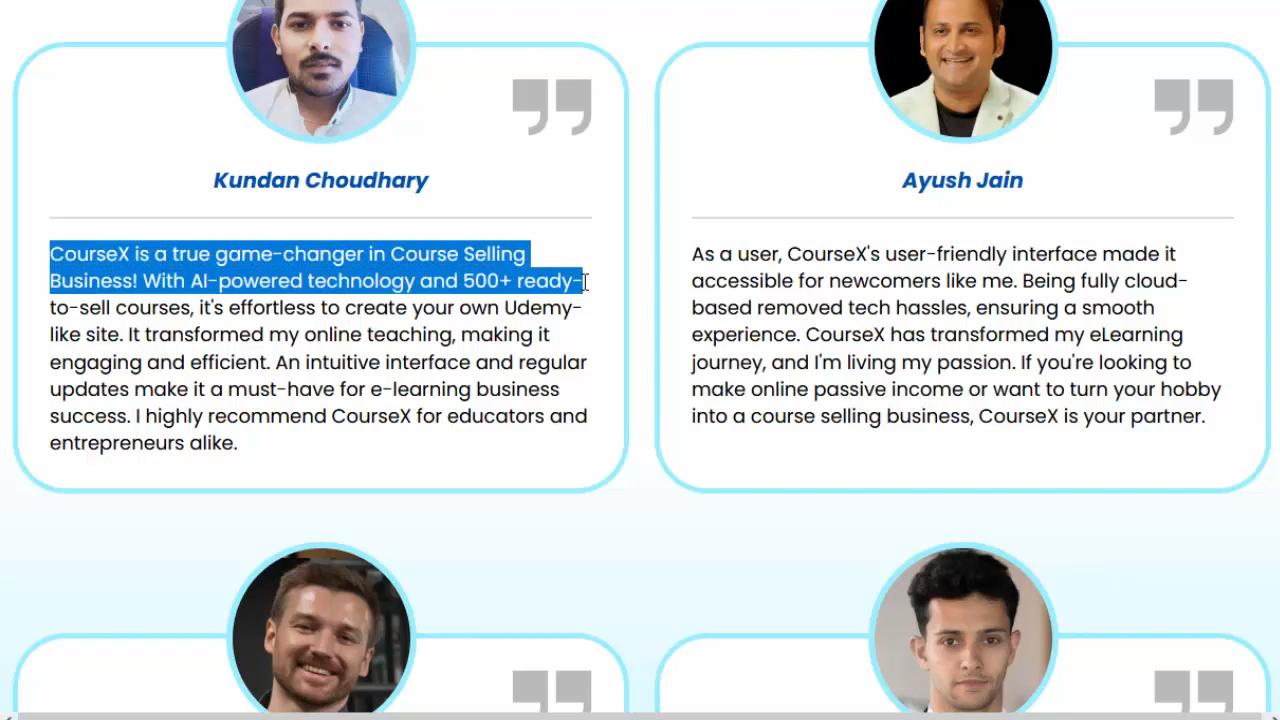 Kundan Choudhary
CourseX is a true game-changer in Course Selling
Business! With AI-powered technology and 500+ ready-
to-sell courses, it's effortless to create your own Udemy-
like site. It transformed my online teaching, making it
engaging and efficient. An intuitive interface and regular
updates make it a must-have for e-learning business
success. I highly recommend CourseX for educators and
entrepreneurs alike.
Ayush Jain
As a user, CourseX's user-friendly interface made it
accessible for newcomers like me. Being fully cloud-
based removed tech hassles, ensuring a smooth
experience. CourseX has transformed my eLearning
journey, and I'm living my passion. If you're looking to
make online passive income or want to turn your hobby
into a course selling business, CourseX is your partner.